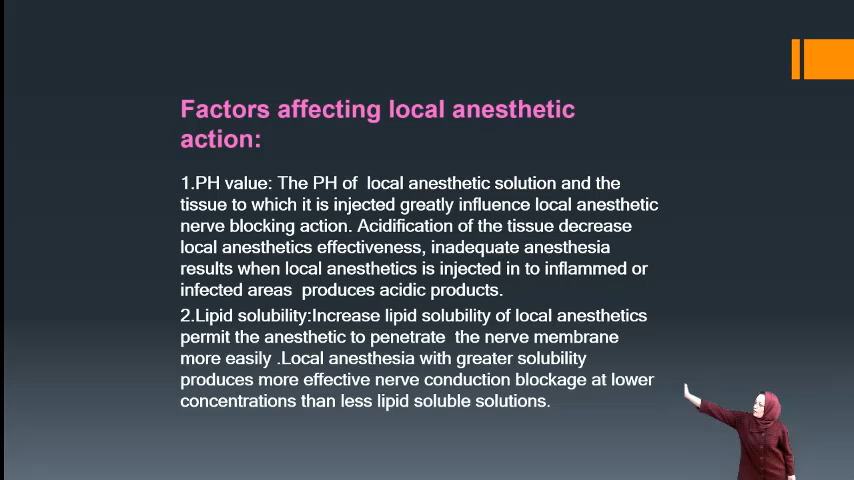 Factors affecting local anesthetic
action:
1.PH value: The PH of local anesthetic solution and the
tissue to which it is injected greatly influence local anesthetic
nerve blocking action. Acidification of the tissue decrease
local anesthetics effectiveness, inadequate anesthesia
results when local anesthetics is injected in to inflammed or
infected areas produces acidic products.
2.Lipid solubility:Increase lipid solubility of local anesthetics
permit the anesthetic to penetrate the nerve membrane
more easily .Local anesthesia with greater solubility
produces more effective nerve conduction blockage at lower
concentrations than less lipid soluble solutions.